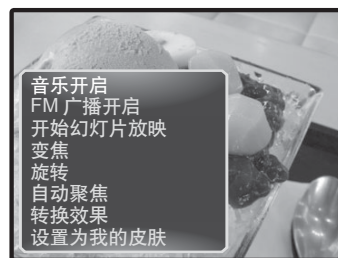 音乐开启
FM 广播开启
开始幻灯片放映
变焦
旋转
自动聚焦
转换效果
设置为我的皮肤